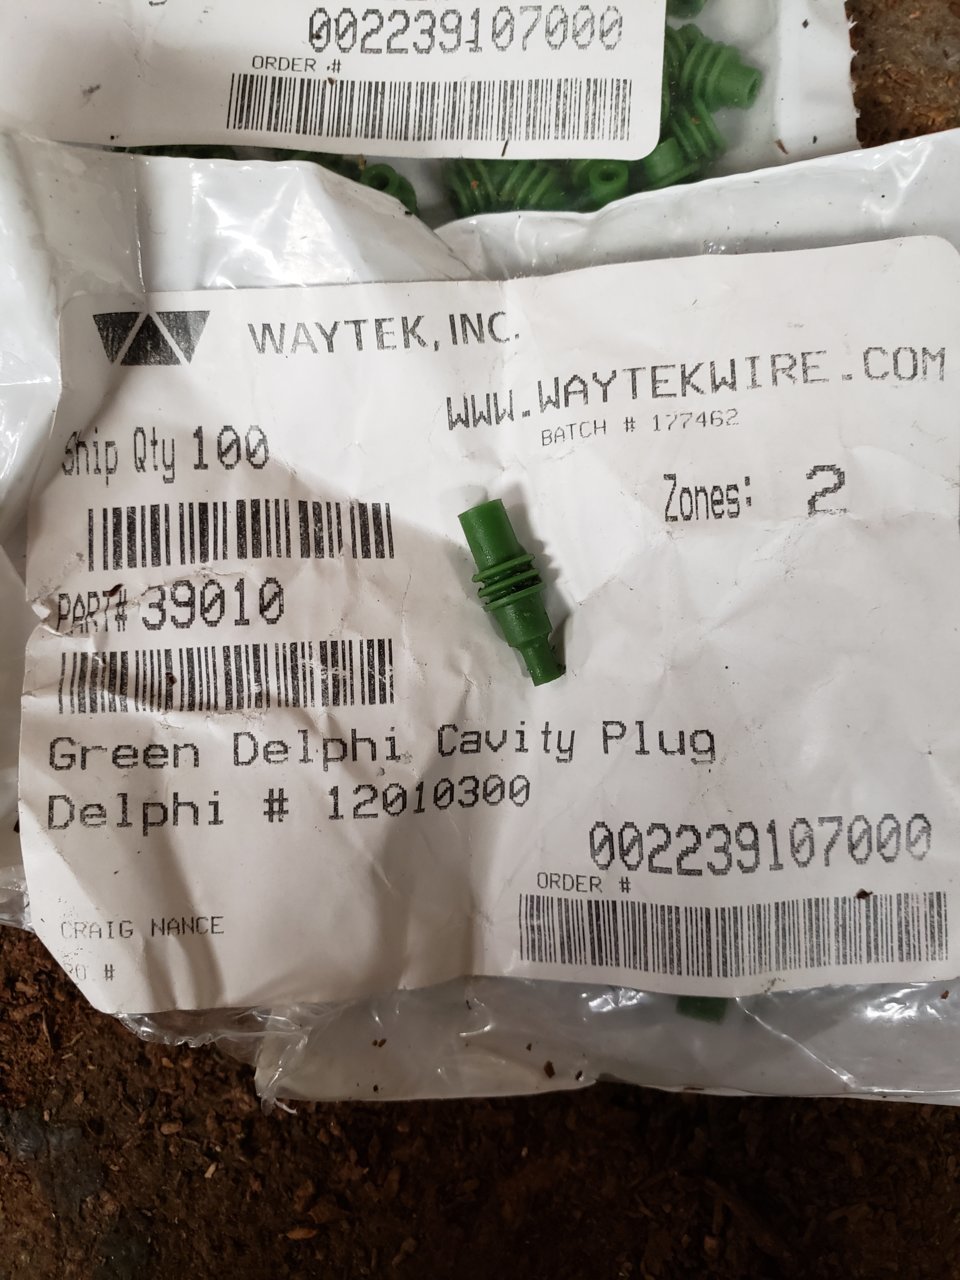 002239107000
ORDER #
WAYTEK, INC.
WWW.WAYTEKWIRE.COM
BATCH # 177462
Ship Qty 100
Zones: 2
PART# 39010
Green Delphi Cavity Plug
Delphi # 12010300
002239107000
ORDER #
CRAIG NANCE
PO #